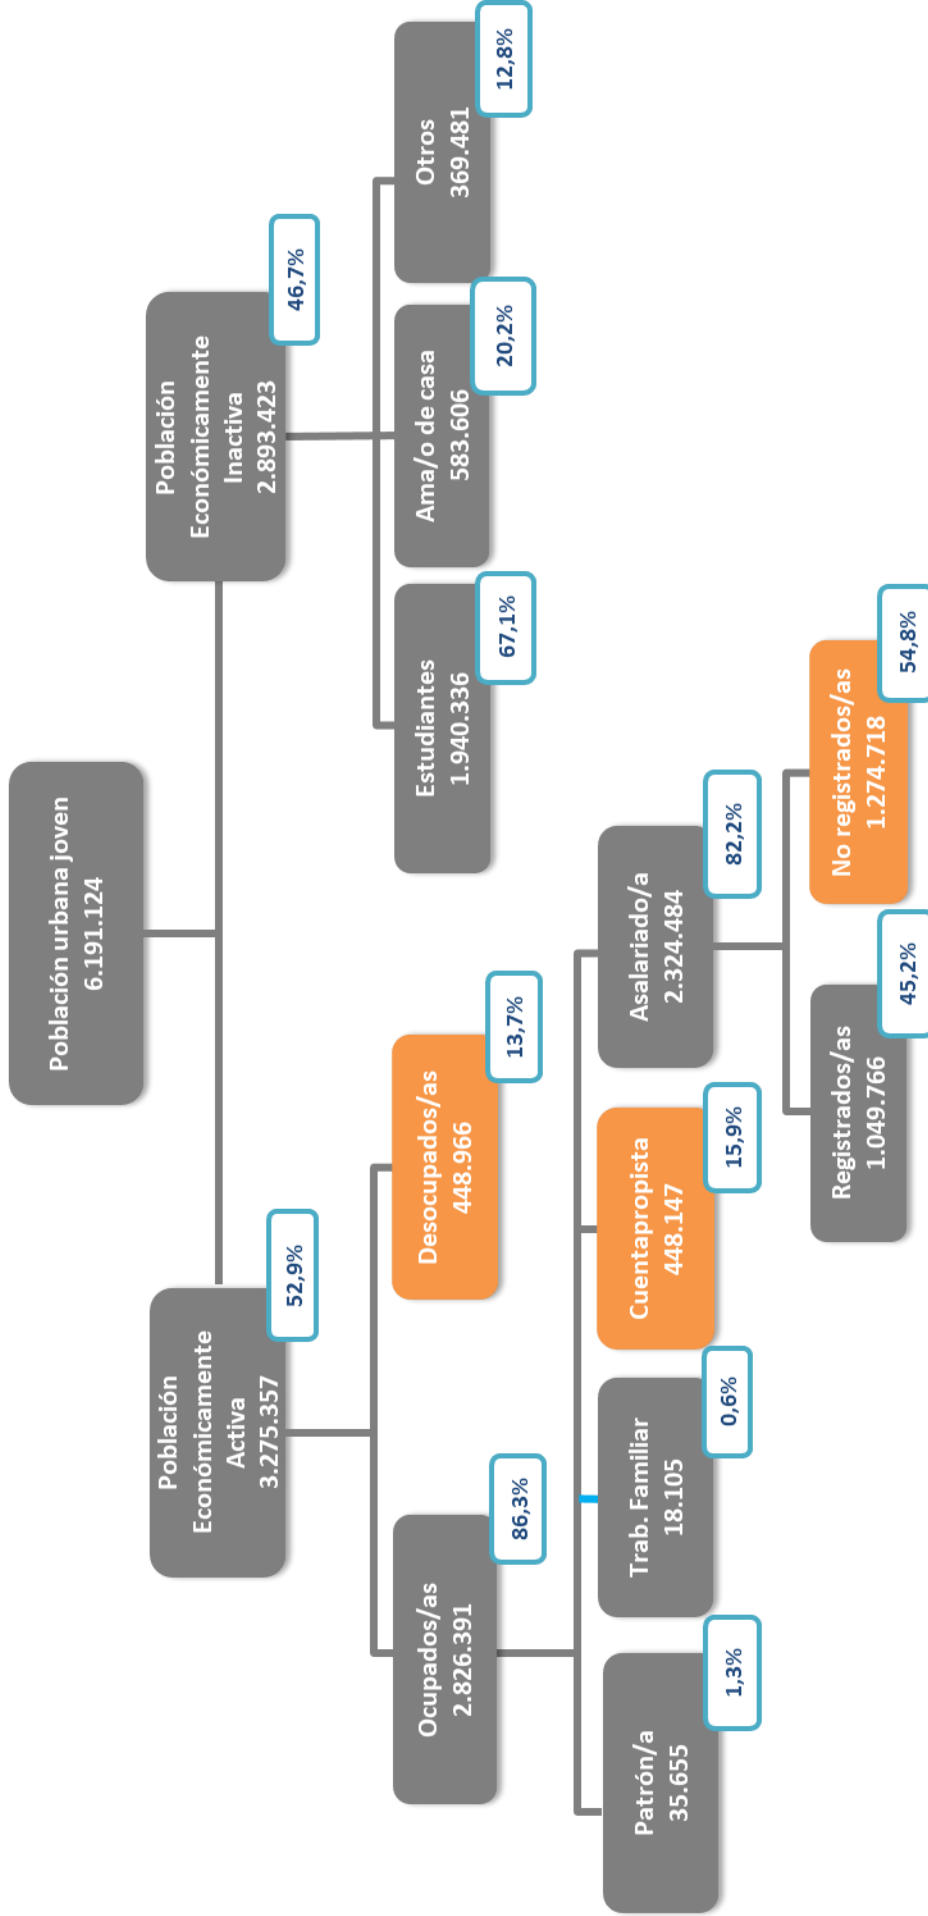 Población urbana joven
6.191.124
Población
Económicamente
Activa
3.275.357
52,9%
Población
Económicamente
Inactiva
2.893.423
46,7%
Ocupados/as
2.826.391
86,3%
Desocupados/as
448.966
13,7%
Estudiantes
1.940.336
67,1%
Ama/o de casa
583.606
20,2%
Otros
369.481
12,8%
Patrón/a
35.655
1,3%
Trab. Familiar
18.105
0,6%
Cuentapropista
448.147
15,9%
Asalariado/a
2.324.484
82,2%
Registrados/as
1.049.766
45,2%
No registrados/as
1.274.718
54,8%